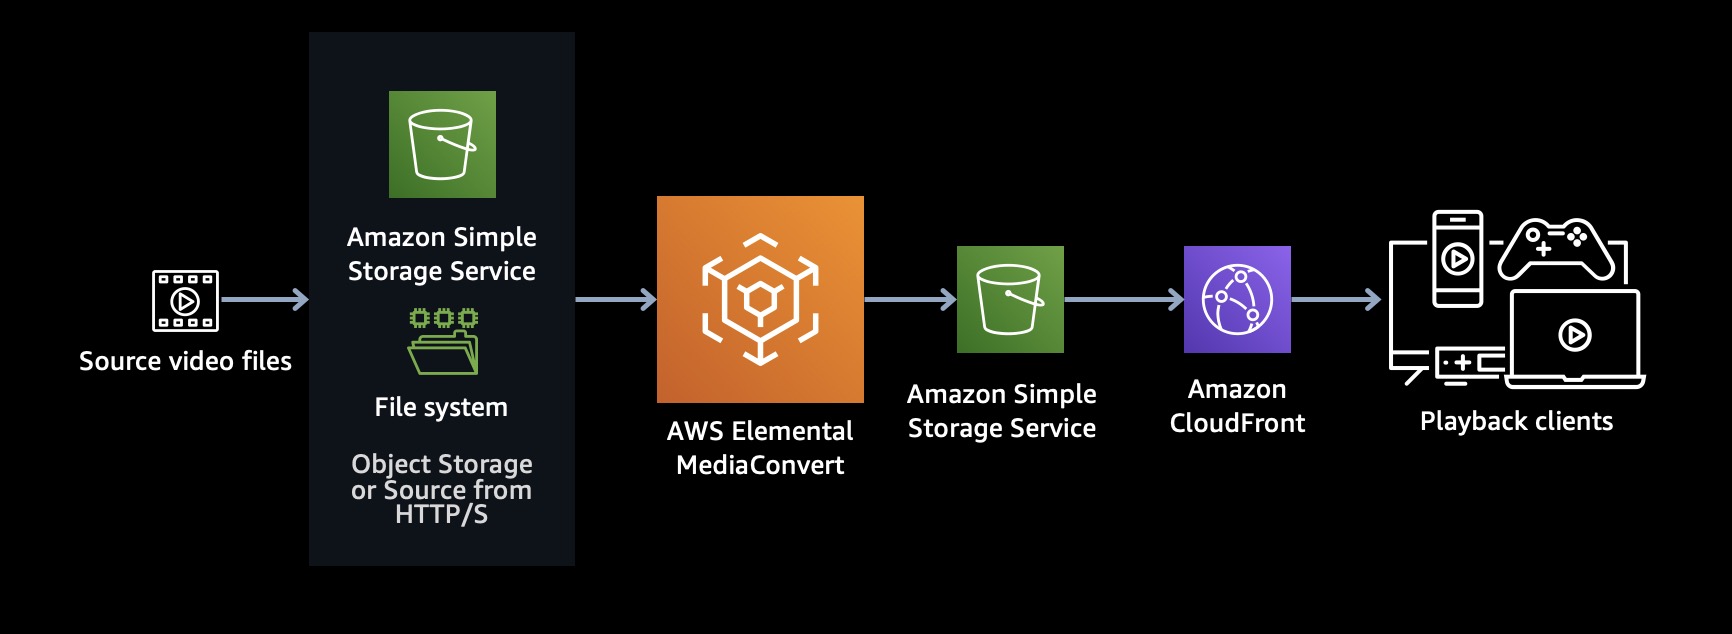 Source video files
Amazon Simple
Storage Service
File system
Object Storage
or Source from
HTTP/S
AWS Elemental
MediaConvert
Amazon Simple
Storage Service
Amazon
CloudFront
Playback clients